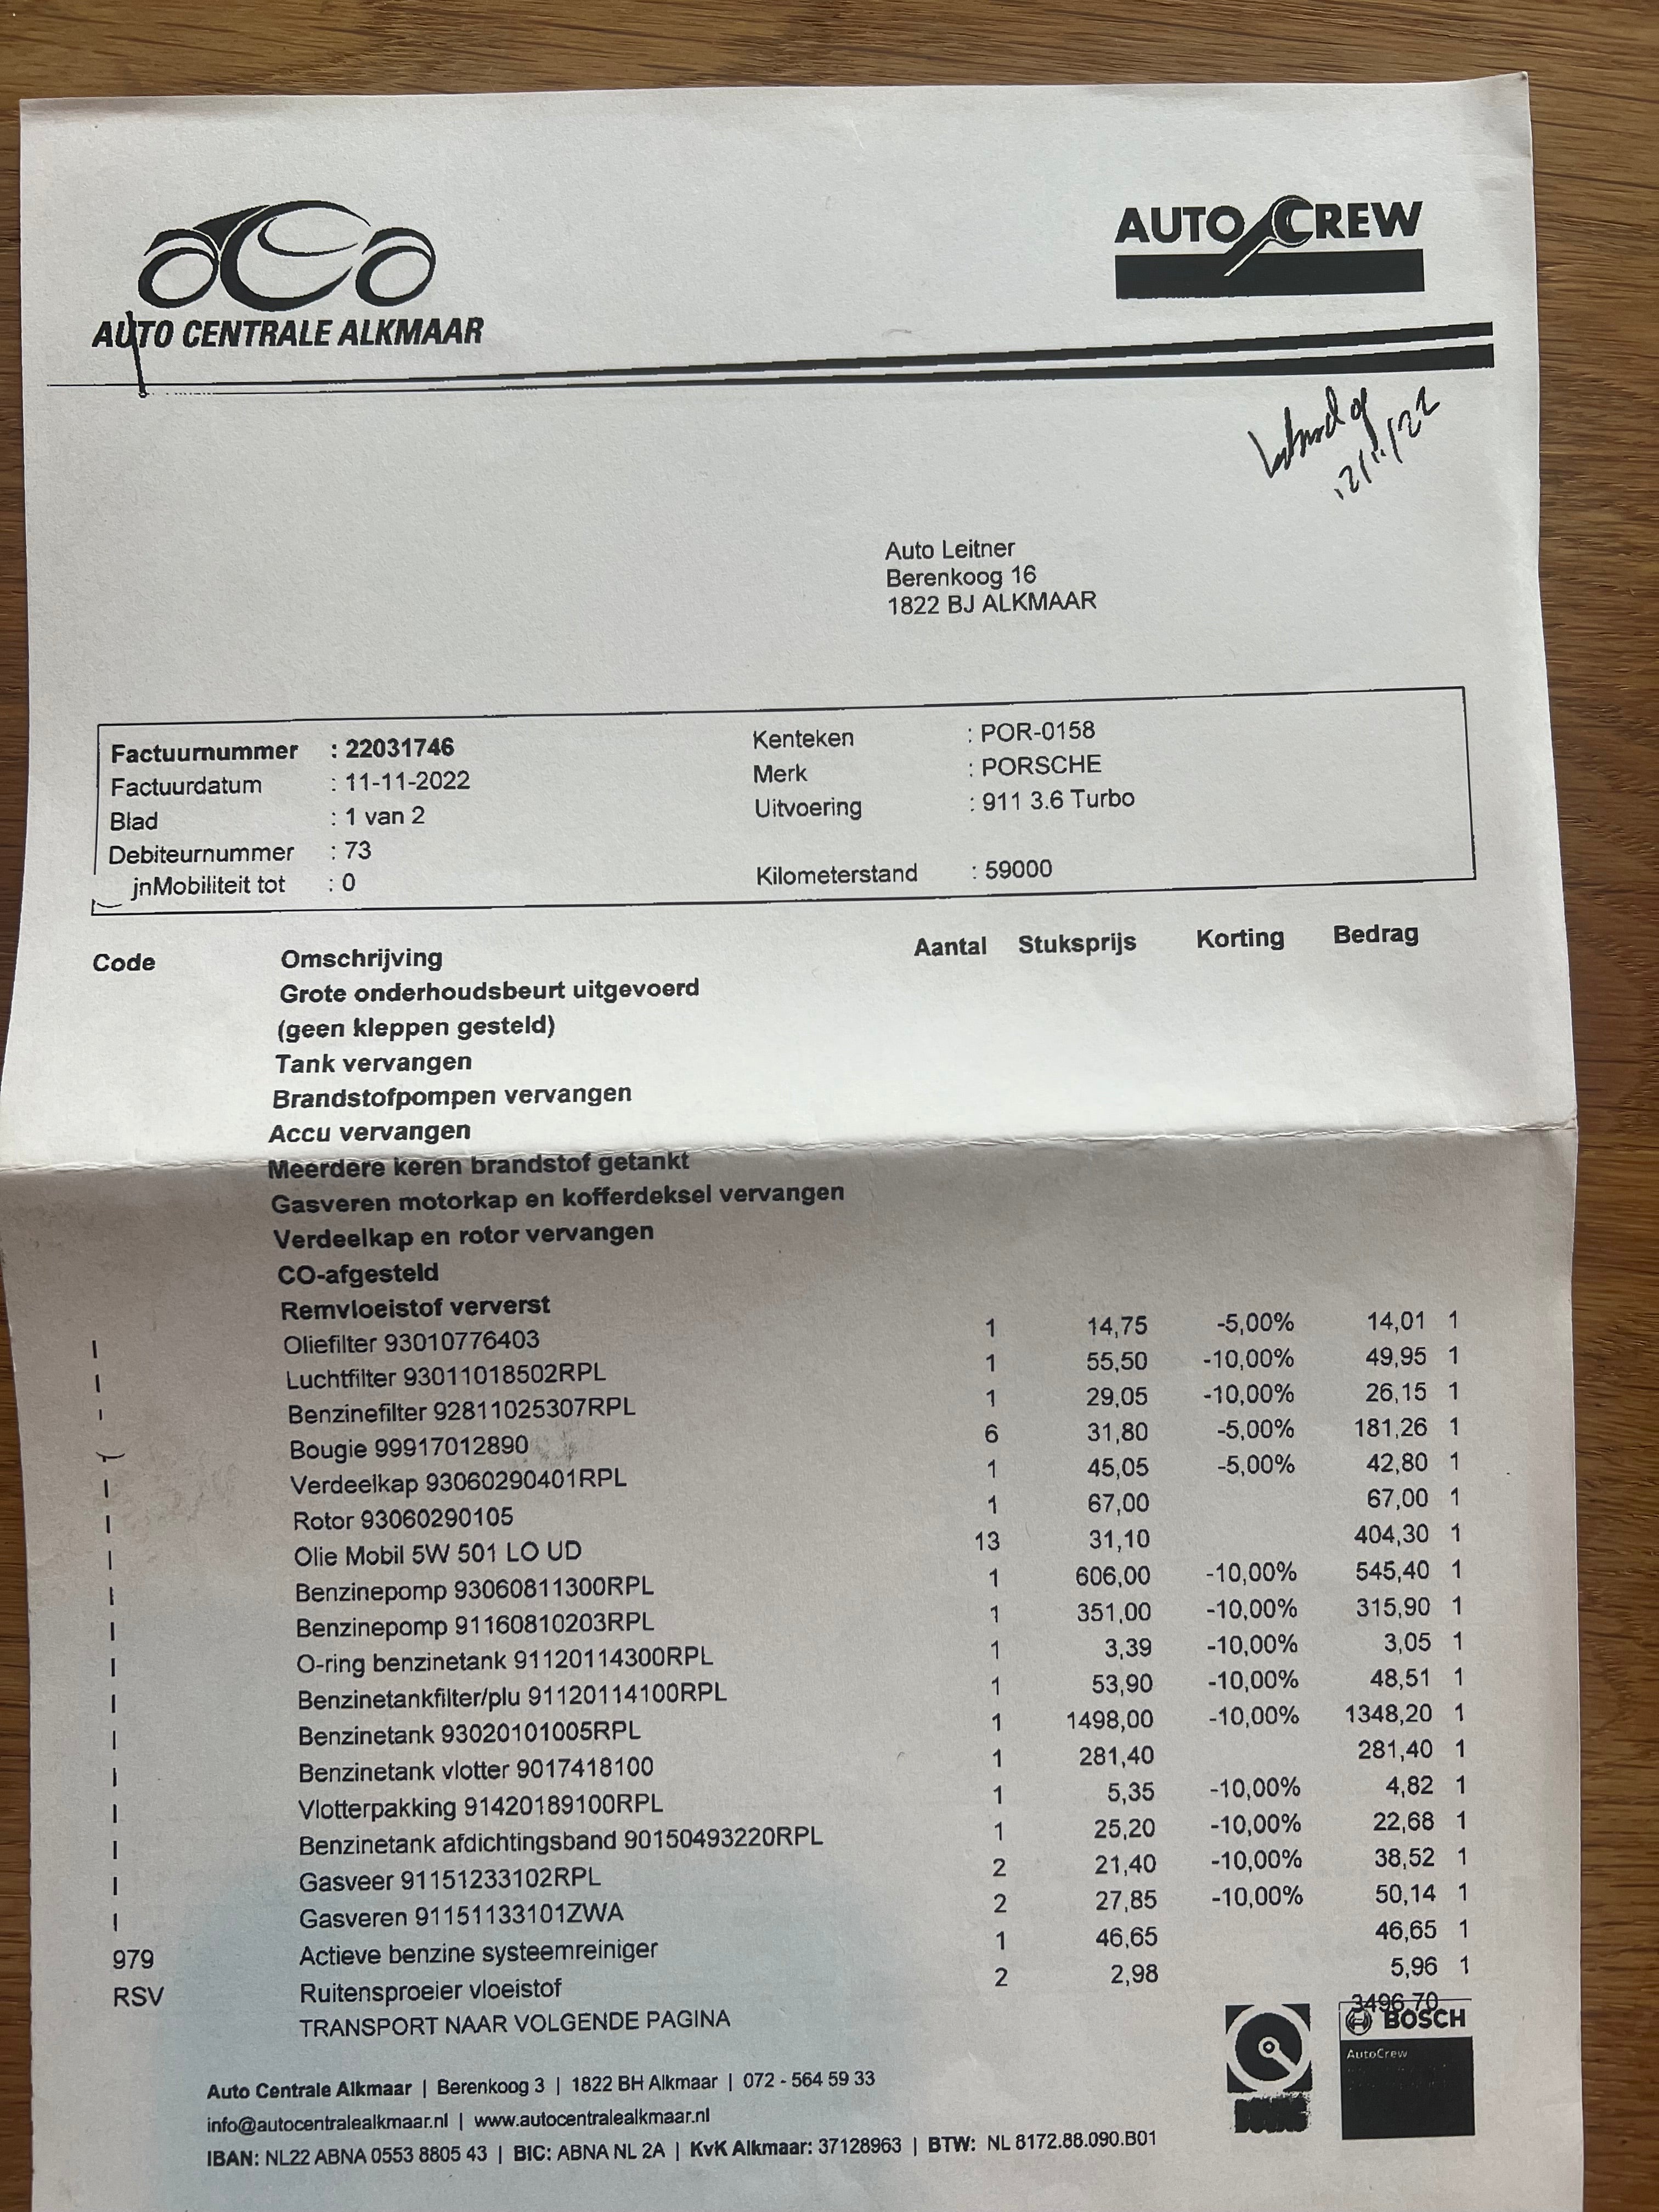 aca
AUTO CENTRALE ALKMAAR
AUTO CREW
12/11/22
Auto Leitner
Berenkoog 16
1822 BJ ALKMAAR
Factuurnummer : 22031746 Kenteken : POR-0158
Factuurdatum : 11-11-2022 Merk : PORSCHE
Blad : 1 van 2 Uitvoering : 911 3.6 Turbo
Debiteurnummer : 73
jnMobiliteit tot : 0 Kilometerstand : 59000
Code Omschrijving Aantal Stuksprijs Korting Bedrag
Grote onderhoudsbeurt uitgevoerd
(geen kleppen gesteld)
Tank vervangen
Brandstofpompen vervangen
Accu vervangen
Meerdere keren brandstof getankt
Gasveren motorkap en kofferdeksel vervangen
Verdeelkap en rotor vervangen
CO-afgesteld
Remvloeistof ververst
Oliefilter 93010776403 1 14,75 -5,00% 14,01 1
Luchtfilter 93011018502RPL 1 55,50 -10,00% 49,95 1
Benzinefilter 92811025307RPL 1 29,05 -10,00% 26,15 1
Bougie 99917012890 6 31,80 -5,00% 181,26 1
Verdeelkap 93060290401RPL 1 45,05 -5,00% 42,80 1
Rotor 93060290105 1 67,00 67,00 1
Olie Mobil 5W 501 LO UD 13 31,10 404,30 1
Benzinepomp 93060811300RPL 1 606,00 -10,00% 545,40 1
Benzinepomp 91160810203RPL 1 351,00 -10,00% 315,90 1
O-ring benzinetank 91120114300RPL 1 3,39 -10,00% 3,05 1
Benzinetankfilter/plu 91120114100RPL 1 53,90 -10,00% 48,51 1
Benzinetank 93020101005RPL 1 1498,00 -10,00% 1348,20 1
Benzinetank vlotter 9017418100 1 281,40 281,40 1
Vlotterpakking 91420189100RPL 1 5,35 -10,00% 4,82 1
Benzinetank afdichtingsband 90150493220RPL 1 25,20 -10,00% 22,68 1
Gasveer 91151233102RPL 2 21,40 -10,00% 38,52 1
Gasveren 91151133101ZWA 2 27,85 -10,00% 50,14 1
979 Actieve benzine systeemreiniger 1 46,65 46,65 1
RSV Ruitensproeier vloeistof 2 2,98 5,96 1
TRANSPORT NAAR VOLGENDE PAGINA 3496,70
BOSCH
AutoCrew
BOVAG
Auto Centrale Alkmaar | Berenkoog 3 | 1822 BH Alkmaar | 072 - 564 59 33
info@autocentralealkmaar.nl | www.autocentralealkmaar.nl
IBAN: NL22 ABNA 0553 8805 43 | BIC: ABNA NL 2A | KvK Alkmaar: 37128963 | BTW: NL 8172.88.090.B01